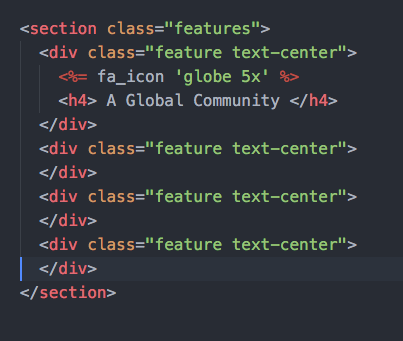 <section class="features">
  <div class="feature text-center">
    <%= fa_icon 'globe 5x' %>
    <h4> A Global Community </h4>
  </div>
  <div class="feature text-center">
  </div>
  <div class="feature text-center">
  </div>
  <div class="feature text-center">
  </div>
</section>